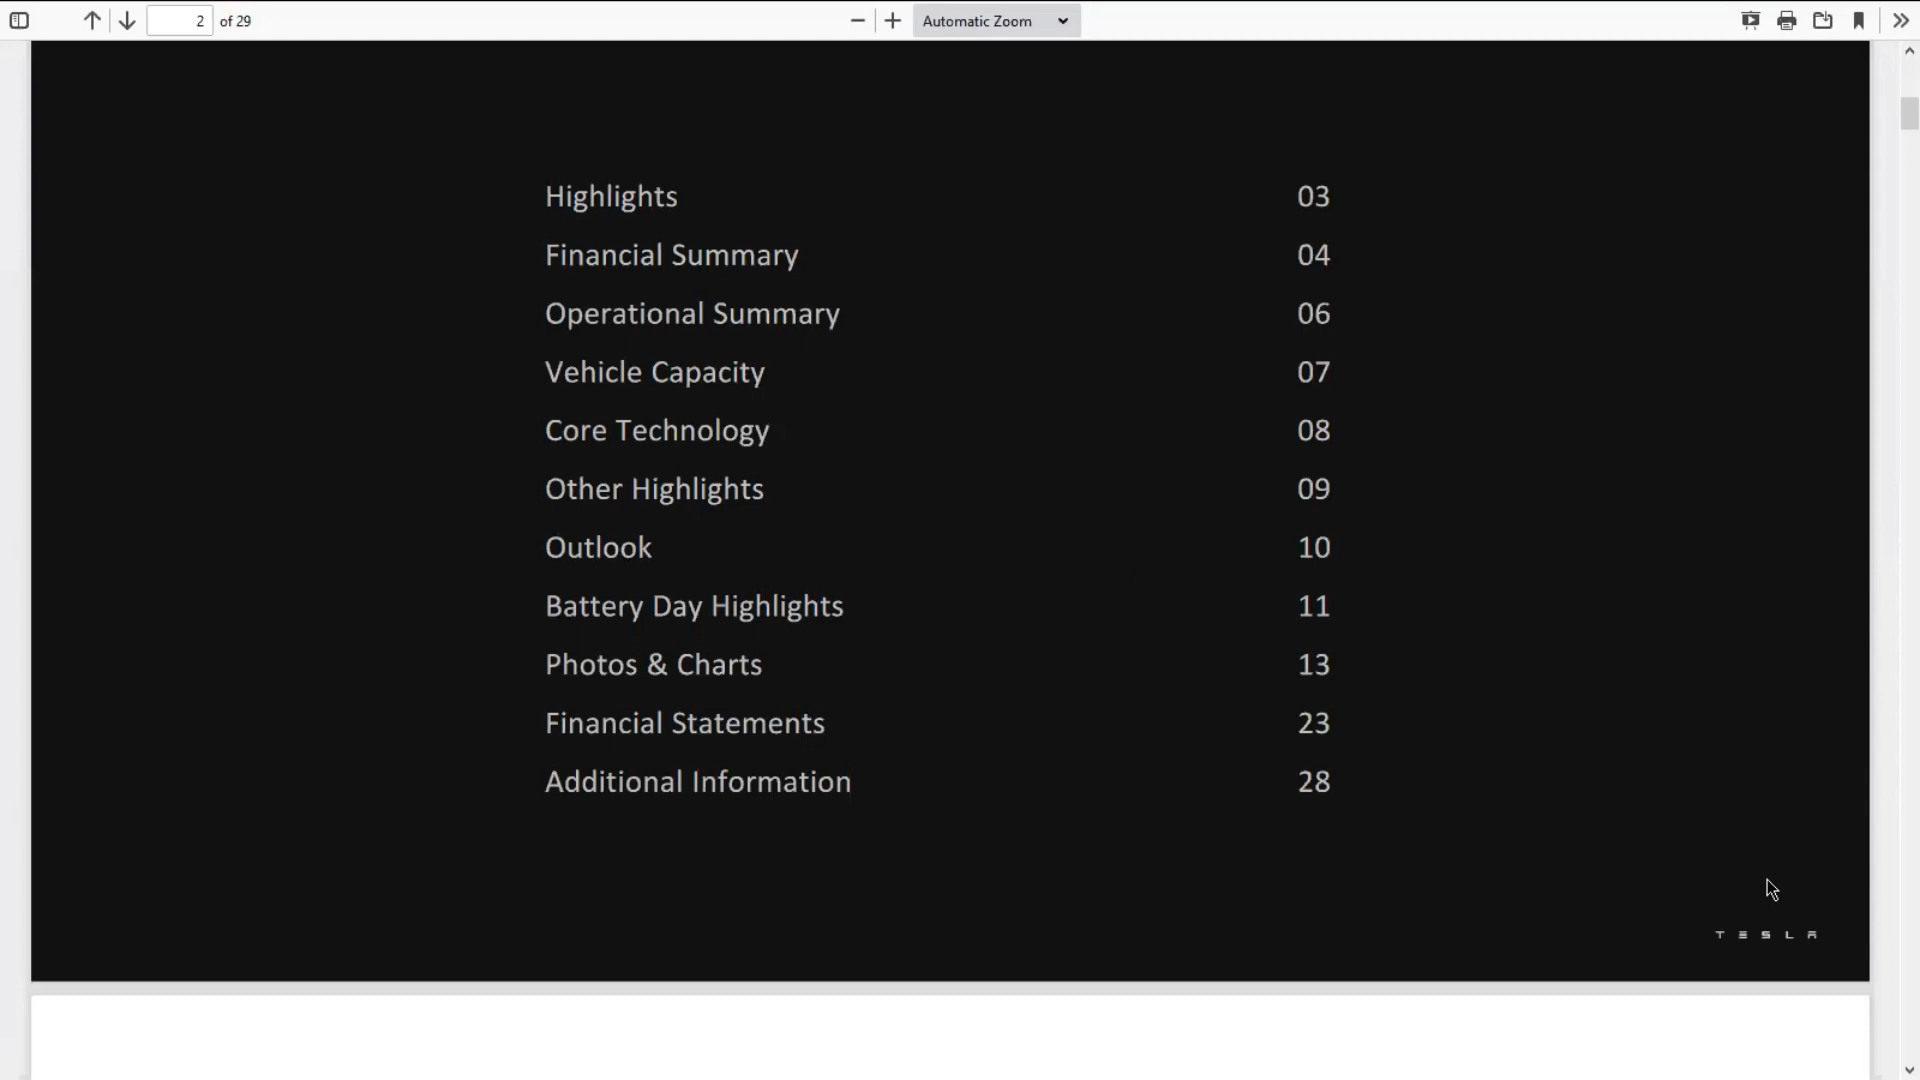 2 of 29 Automatic Zoom
Highlights 03
Financial Summary 04
Operational Summary 06
Vehicle Capacity 07
Core Technology 08
Other Highlights 09
Outlook 10
Battery Day Highlights 11
Photos & Charts 13
Financial Statements 23
Additional Information 28
TESLA